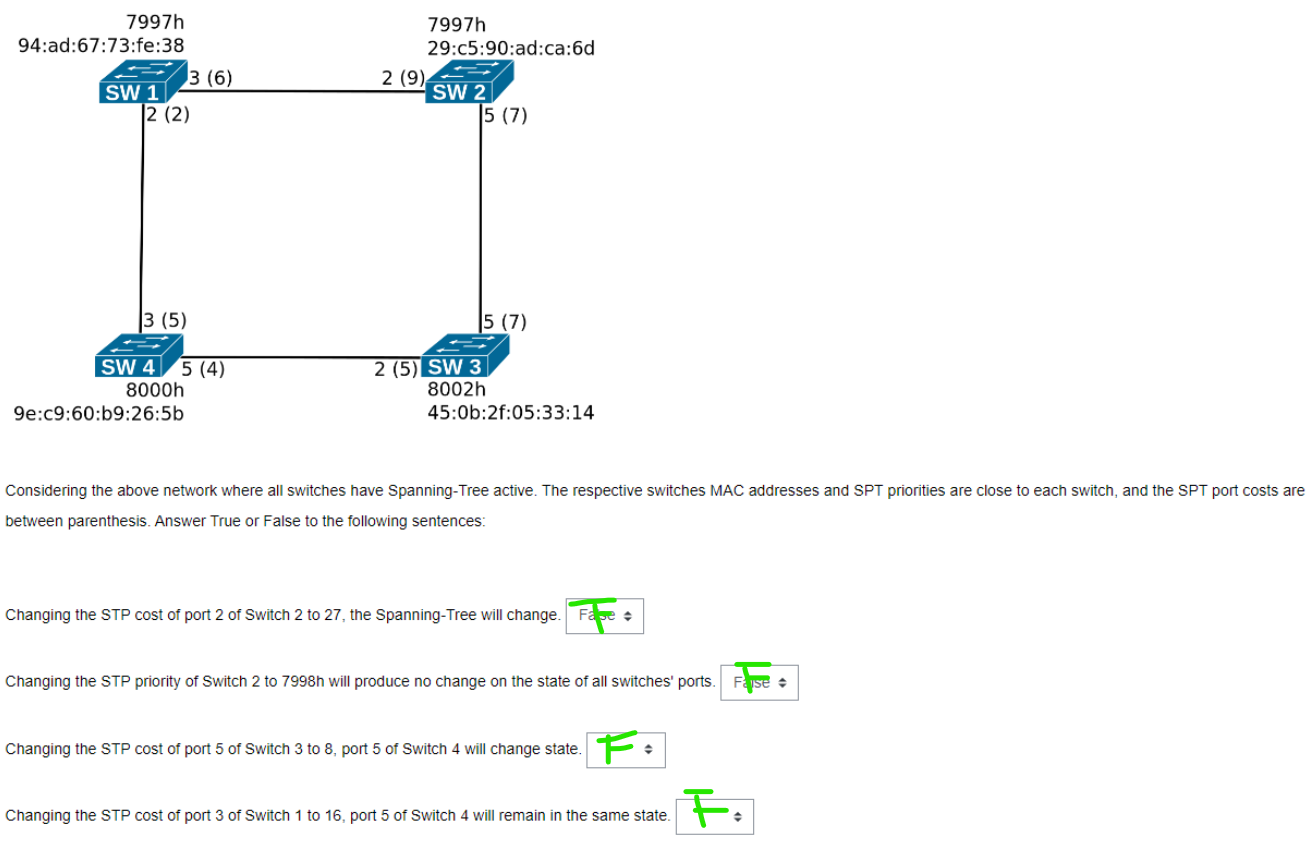 7997h
7997h
94:ad:67:73:fe:38
29:c5:90:ad:ca:6d
3 (6)
2 (9)
SW 1
SW 2
2 (2)
5 (7)
3 (5)
5 (7)
SW 4
5 (4)
2 (5)
SW 3
8000h
8002h
9e:c9:60:b9:26:5b
45:0b:2f:05:33:14
Considering the above network where all switches have Spanning-Tree active. The respective switches MAC addresses and SPT priorities are close to each switch, and the SPT port costs are
between parenthesis. Answer True or False to the following sentences:
Changing the STP cost of port 2 of Switch 2 to 27, the Spanning-Tree will change. False F
Changing the STP priority of Switch 2 to 7998h will produce no change on the state of all switches' ports. False F
Changing the STP cost of port 5 of Switch 3 to 8, port 5 of Switch 4 will change state. F
Changing the STP cost of port 3 of Switch 1 to 16, port 5 of Switch 4 will remain in the same state. F